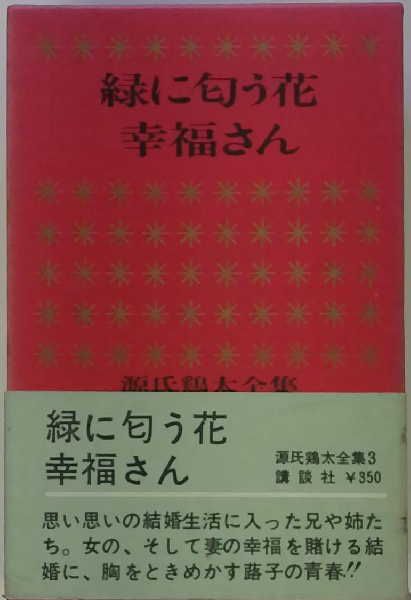 緑に匂う花
幸福さん
源氏鶏太全集
緑に匂う花
幸福さん
源氏鶏太全集3
講談社 ¥350
思い思いの結婚生活に入った兄や姉た
ち。女の、そして妻の幸福を賭ける結
婚に、胸をときめかす蕗子の青春!!